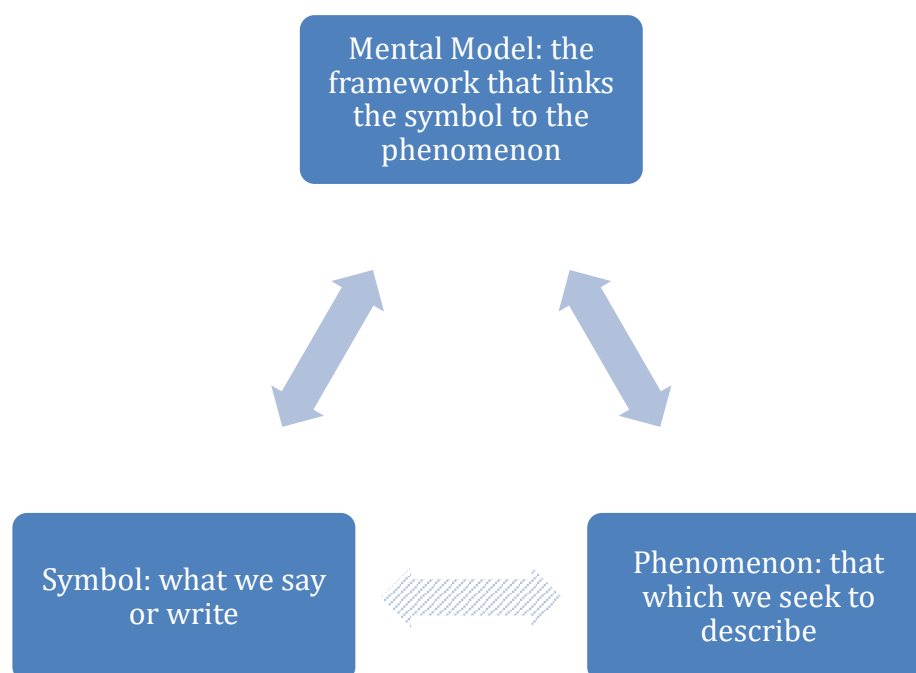 Mental Model: the
framework that links
the symbol to the
phenomenon
Symbol: what we say
or write
Phenomenon: that
which we seek to
describe